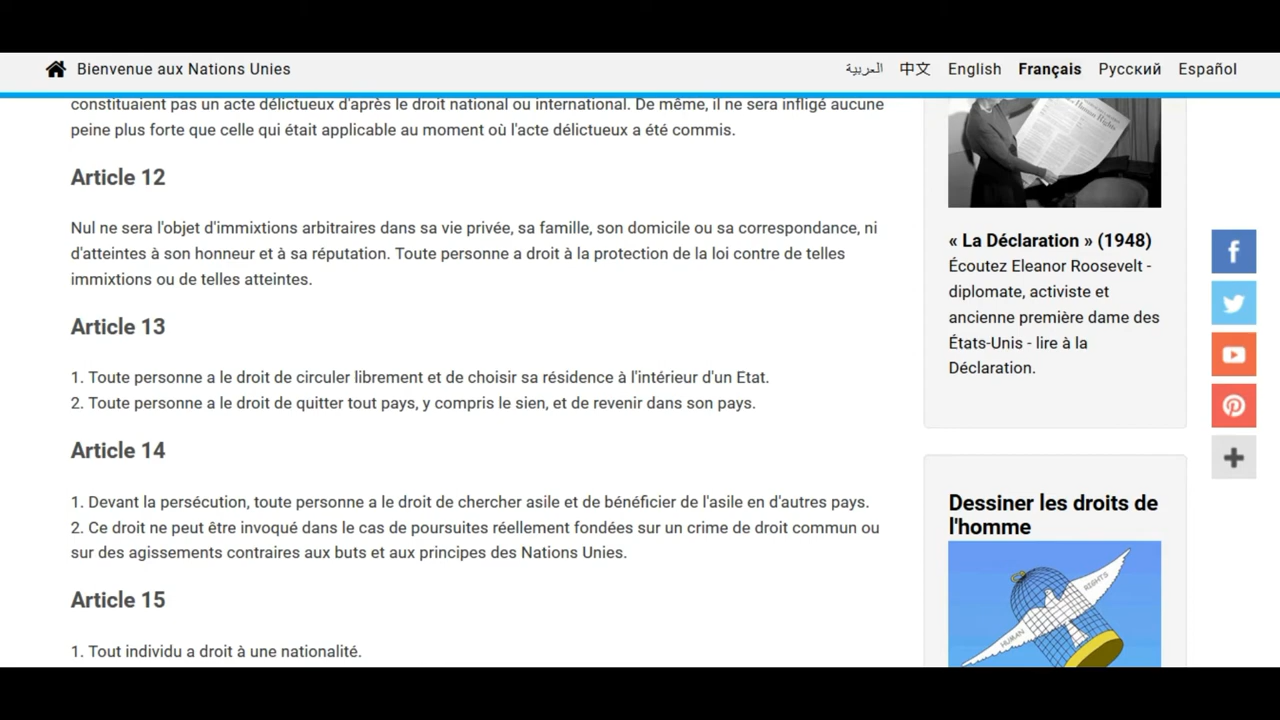 Bienvenue aux Nations Unies
العربية
中文
English
Français
Русский
Español
constituaient pas un acte délictueux d'après le droit national ou international. De même, il ne sera infligé aucune
peine plus forte que celle qui était applicable au moment où l'acte délictueux a été commis.
Article 12
Nul ne sera l'objet d'immixtions arbitraires dans sa vie privée, sa famille, son domicile ou sa correspondance, ni
d'atteintes à son honneur et à sa réputation. Toute personne a droit à la protection de la loi contre de telles
immixtions ou de telles atteintes.
Article 13
1. Toute personne a le droit de circuler librement et de choisir sa résidence à l'intérieur d'un Etat.
2. Toute personne a le droit de quitter tout pays, y compris le sien, et de revenir dans son pays.
Article 14
1. Devant la persécution, toute personne a le droit de chercher asile et de bénéficier de l'asile en d'autres pays.
2. Ce droit ne peut être invoqué dans le cas de poursuites réellement fondées sur un crime de droit commun ou
sur des agissements contraires aux buts et aux principes des Nations Unies.
Article 15
1. Tout individu a droit à une nationalité.
Human Rights
« La Déclaration » (1948)
Écoutez Eleanor Roosevelt -
diplomate, activiste et
ancienne première dame des
États-Unis - lire à la
Déclaration.
Dessiner les droits de
l'homme
HUMAN RIGHTS